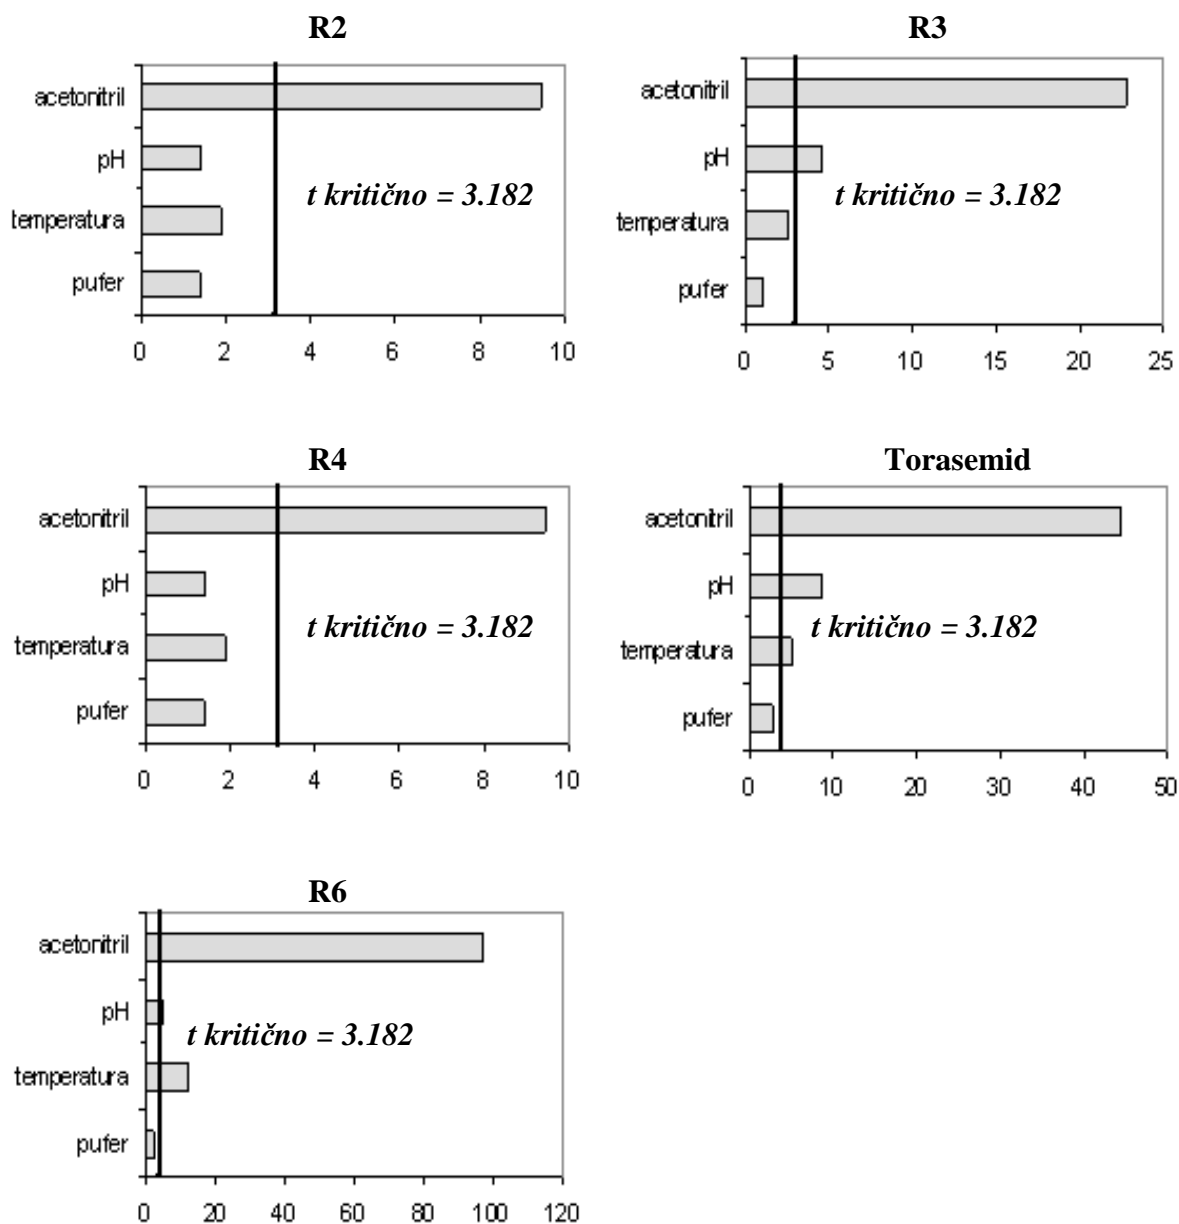 R2
acetonitril
pH
temperatura
pufer
t kritično = 3.182
0 2 4 6 8 10
R3
acetonitril
pH
temperatura
pufer
t kritično = 3.182
0 5 10 15 20 25
R4
acetonitril
pH
temperatura
pufer
t kritično = 3.182
0 2 4 6 8 10
Torasemid
acetonitril
pH
temperatura
pufer
t kritično = 3.182
0 10 20 30 40 50
R6
acetonitril
pH
temperatura
pufer
t kritično = 3.182
0 20 40 60 80 100 120